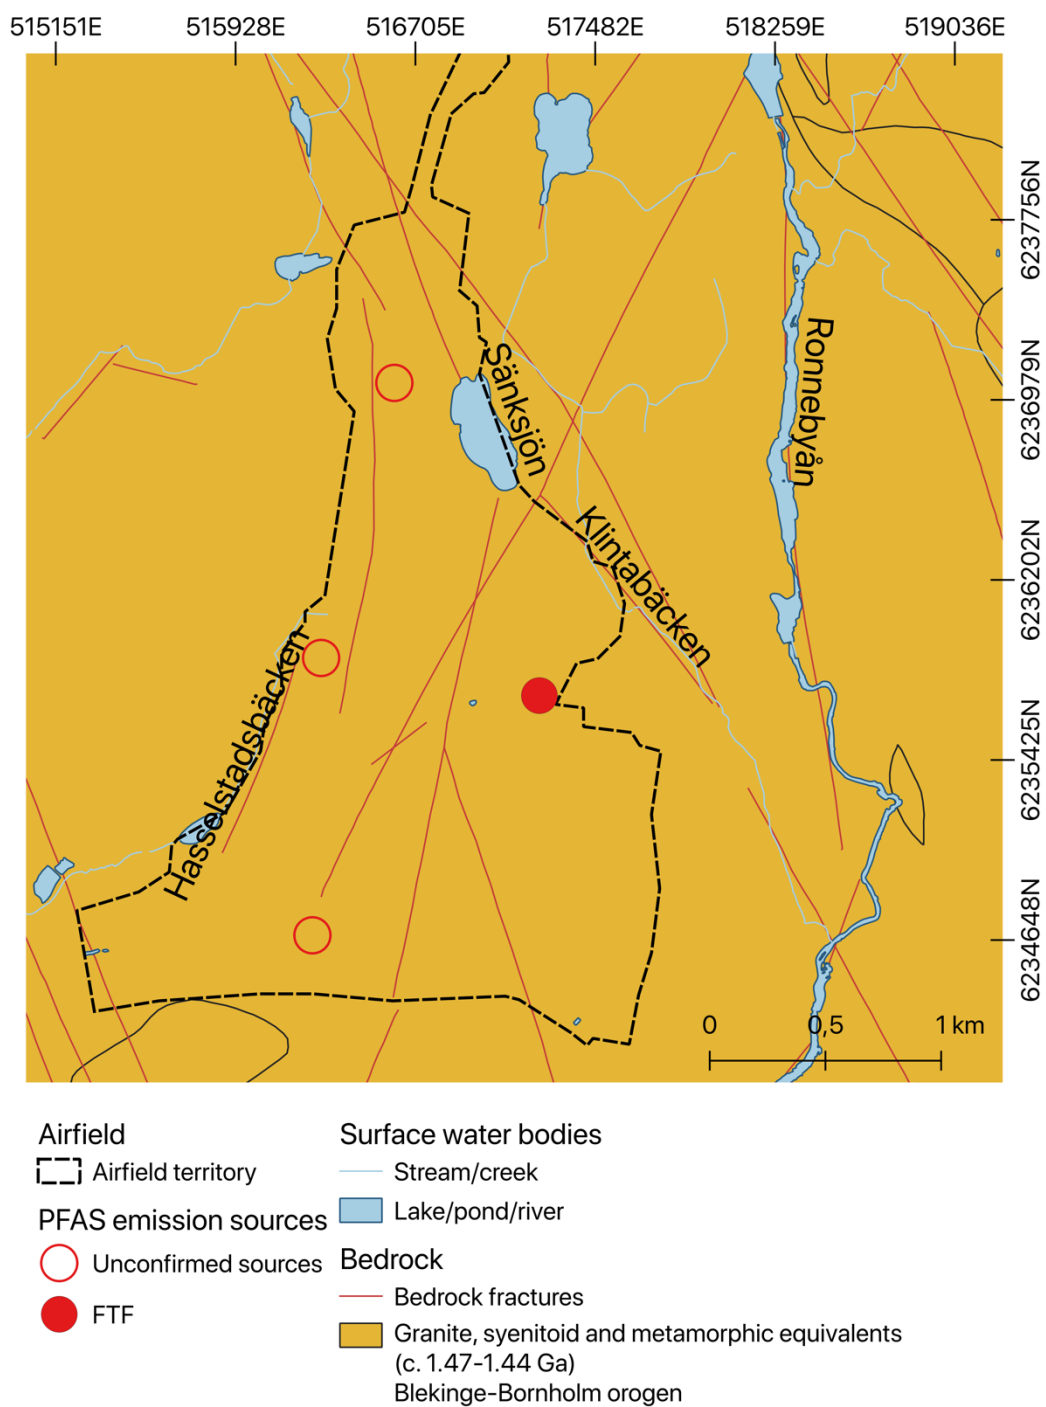 515151E 515928E 516705E 517482E 518259E 519036E
6237756N
6236979N
6236202N
6235425N
6234648N
Sänksjön
Ronnebyån
Klintabäcken
Hasselstadsbäcken
0 0,5 1 km
Airfield
Airfield territory
PFAS emission sources
Unconfirmed sources
FTF
Surface water bodies
Stream/creek
Lake/pond/river
Bedrock
Bedrock fractures
Granite, syenitoid and metamorphic equivalents
(c. 1.47-1.44 Ga)
Blekinge-Bornholm orogen